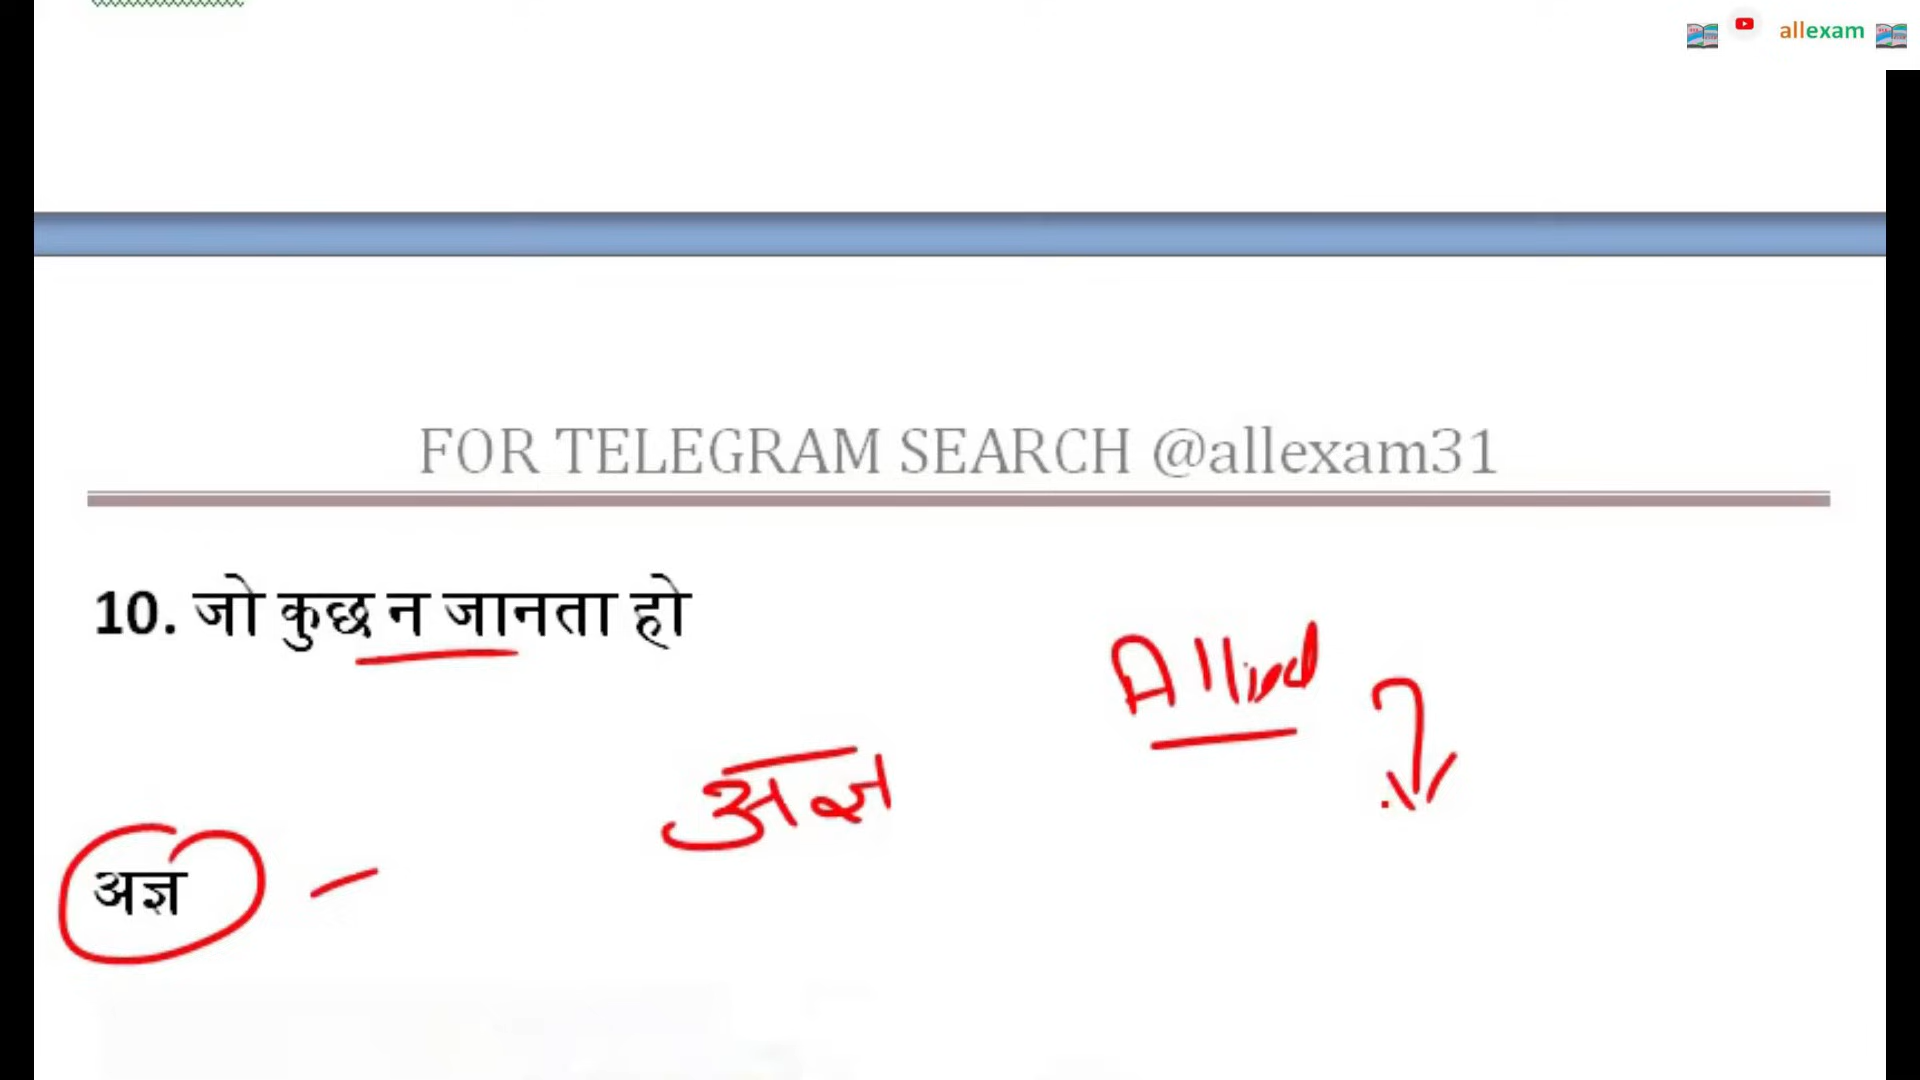 allexam
FOR TELEGRAM SEARCH @allexam31
10. जो कुछ न जानता हो
Allied
अज्ञ
अज्ञ –